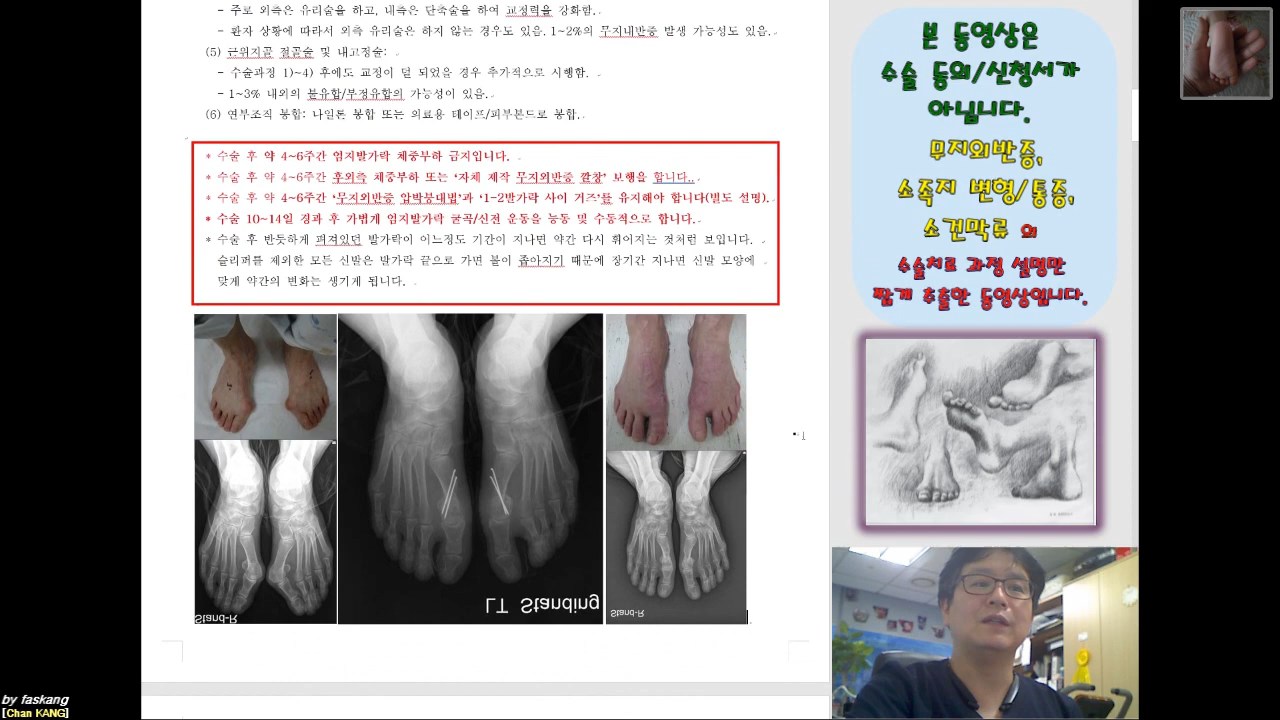 - 주로 외측은 유리술을 하고, 내측은 단축술을 하여 교정력을 강화함.
- 환자 상황에 따라서 외측 유리술은 하지 않는 경우도 있음. 1~2%의 무지내반증 발생 가능성도 있음.
(5) 근위지골 절골술 및 내고정술:
- 수술과정 1)~4) 후에도 교정이 덜 되었을 경우 추가적으로 시행함.
- 1~3% 내외의 불유합/부정유합의 가능성이 있음.
(6) 연부조직 봉합: 나일론 봉합 또는 의료용 테이프/피부본드로 봉합.
* 수술 후 약 4~6주간 엄지발가락 체중부하 금지입니다.
* 수술 후 약 4~6주간 후외측 체중부하 또는 ‘자체 제작 무지외반증 깔창’ 보행을 합니다..
* 수술 후 약 4~6주간 ‘무지외반증 압박붕대법’과 ‘1~2발가락 사이 거즈’를 유지해야 합니다(별도 설명).
* 수술 10~14일 경과 후 가볍게 엄지발가락 굴곡/신전 운동을 능동 및 수동적으로 합니다.
* 수술 후 반듯하게 펴져있던 발가락이 어느정도 기간이 지나면 약간 다시 휘어지는 것처럼 보입니다.
슬리퍼를 제외한 모든 신발은 발가락 끝으로 가면 볼이 좁아지기 때문에 장기간 지나면 신발 모양에
맞게 약간의 변화는 생기게 됩니다.
Stand-R
LT Standing
Stand-R
본 동영상은
수술 동의/신청서가
아닙니다.
무지외반증,
소족지 변형/통증,
소건막류 의
수술치료 과정 설명만
짧게 추출한 동영상입니다.
by faskang
[Chan KANG]